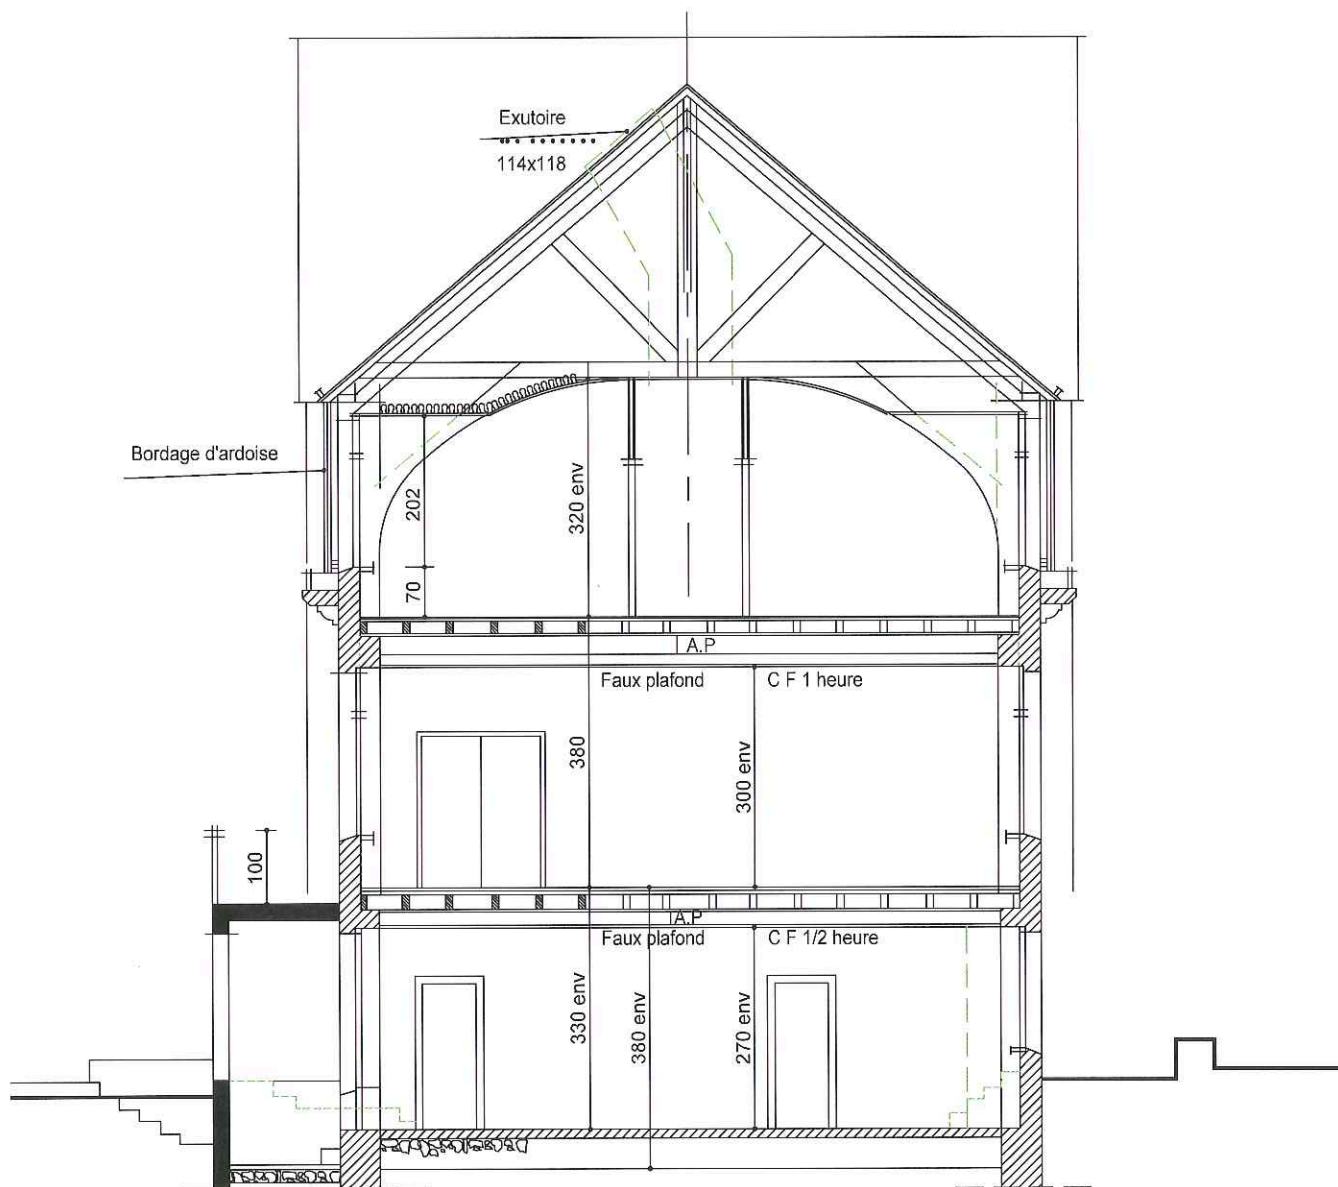 Exutoire
114x118
Bordage d'ardoise
202
320 env
70
A.P
Faux plafond C F 1 heure
380
300 env
100
A.P
Faux plafond C F 1/2 heure
330 env
380 env
270 env